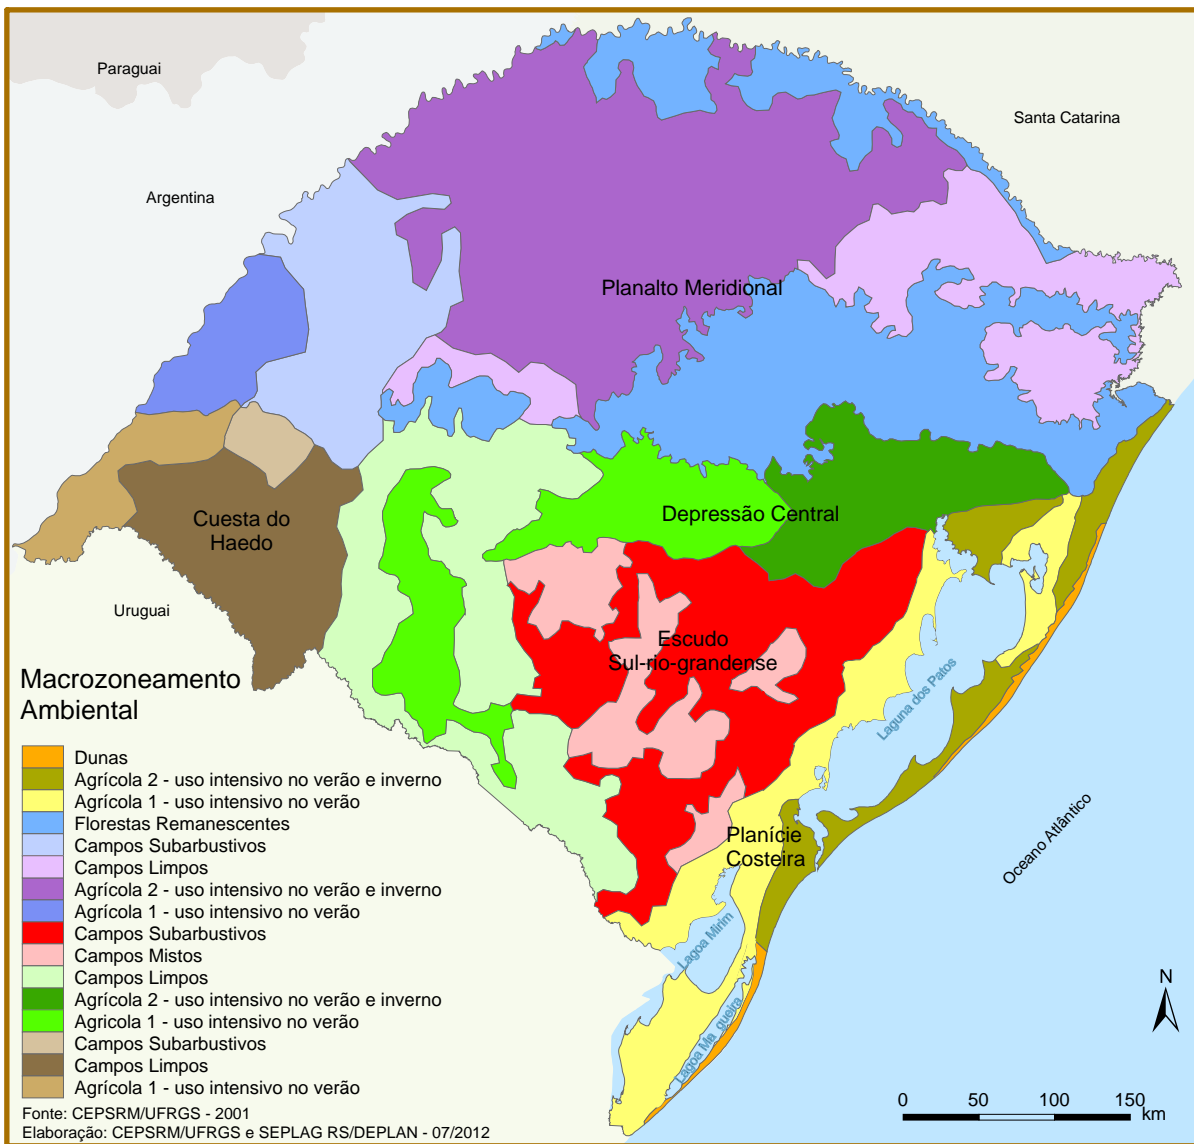 Paraguai
Santa Catarina
Argentina
Planalto Meridional
Cuesta do
Haedo
Depressão Central
Uruguai
Escudo
Sul-rio-grandense
Laguna dos Patos
Planície
Costeira
Oceano Atlântico
Lagoa Mirim
Lagoa Ma gueira
Macrozoneamento
Ambiental
Dunas
Agrícola 2 - uso intensivo no verão e inverno
Agrícola 1 - uso intensivo no verão
Florestas Remanescentes
Campos Subarbustivos
Campos Limpos
Agrícola 2 - uso intensivo no verão e inverno
Agrícola 1 - uso intensivo no verão
Campos Subarbustivos
Campos Mistos
Campos Limpos
Agrícola 2 - uso intensivo no verão e inverno
Agricola 1 - uso intensivo no verão
Campos Subarbustivos
Campos Limpos
Agrícola 1 - uso intensivo no verão
Fonte: CEPSRM/UFRGS - 2001
Elaboração: CEPSRM/UFRGS e SEPLAG RS/DEPLAN - 07/2012
N
0 50 100 150
km